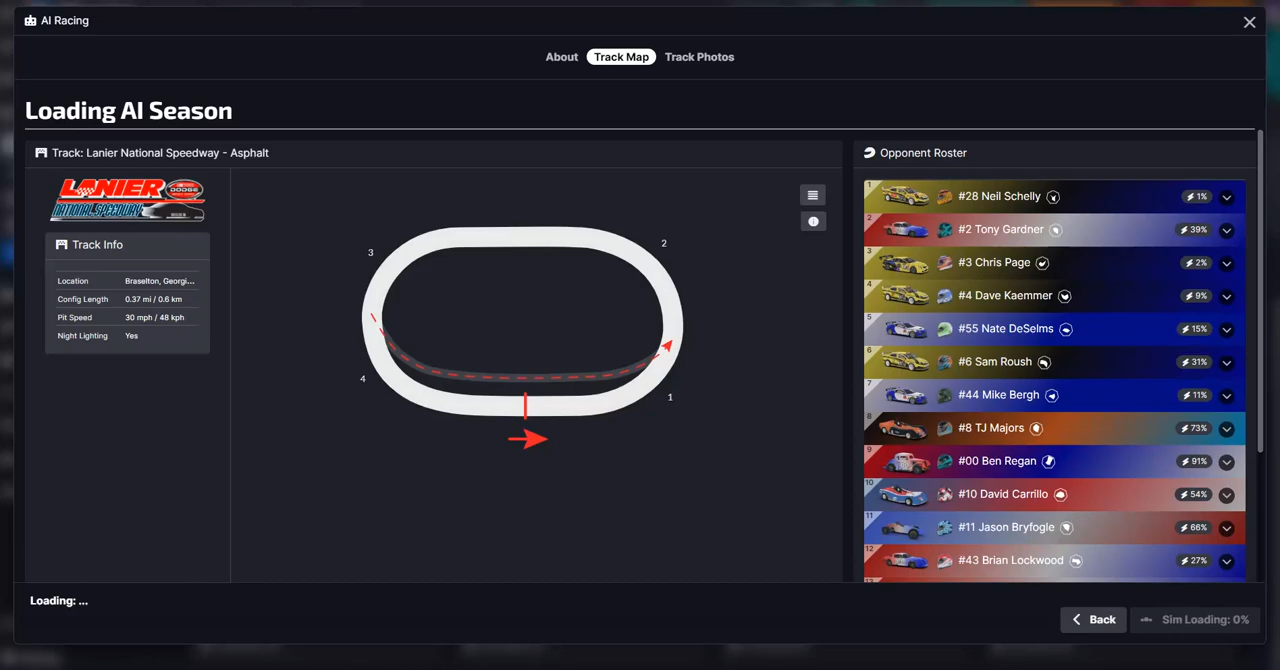 AI Racing
About Track Map Track Photos
Loading AI Season
Track: Lanier National Speedway - Asphalt
LANIER
DODGE
NATIONAL SPEEDWAY
Track Info
Location Braselton, Georgi...
Config Length 0.37 mi / 0.6 km
Pit Speed 30 mph / 48 kph
Night Lighting Yes
3
2
4
1
Opponent Roster
1 #28 Neil Schelly 1%
2 #2 Tony Gardner 39%
3 #3 Chris Page 2%
4 #4 Dave Kaemmer 9%
5 #55 Nate DeSelms 15%
6 #6 Sam Roush 31%
7 #44 Mike Bergh 11%
8 #8 TJ Majors 73%
9 #00 Ben Regan 91%
10 #10 David Carrillo 54%
11 #11 Jason Bryfogle 66%
12 #43 Brian Lockwood 27%
Loading: ...
Back
Sim Loading: 0%